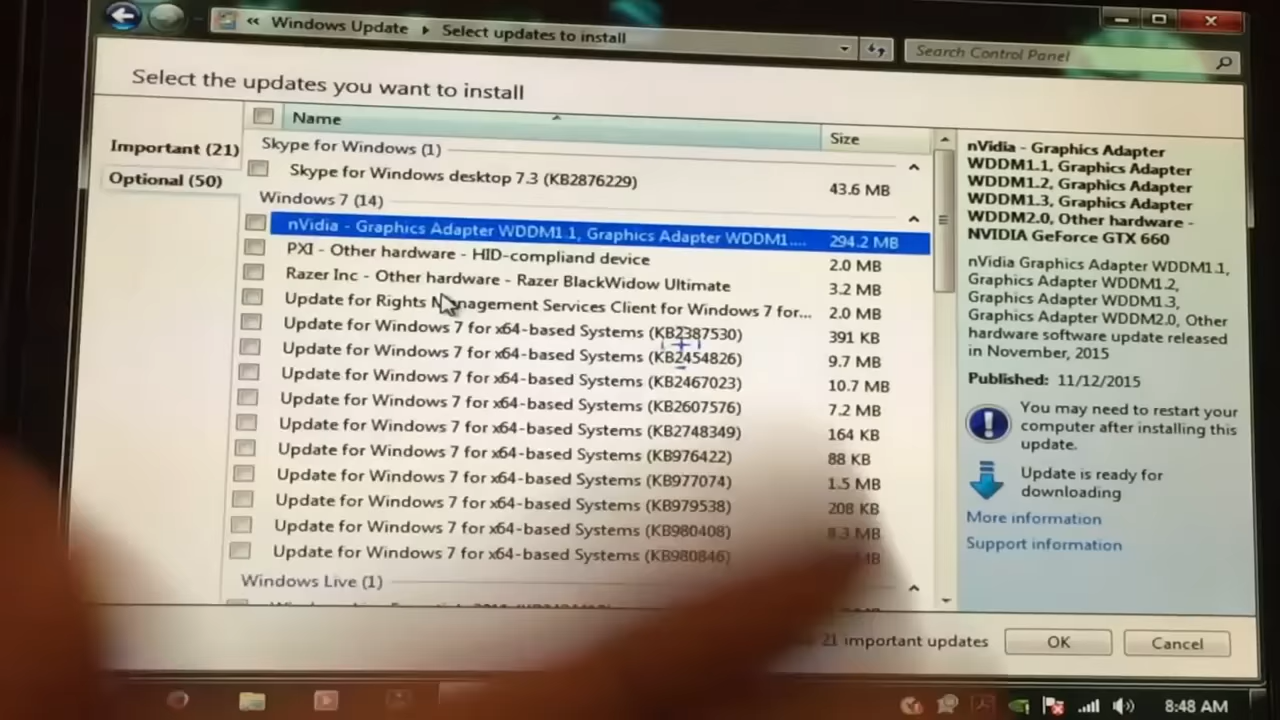 « Windows Update ▸ Select updates to install
Search Control Panel
Select the updates you want to install
Name
Size
Important (21)
Optional (50)
Skype for Windows (1)
Skype for Windows desktop 7.3 (KB2876229) 43.6 MB
Windows 7 (14)
nVidia - Graphics Adapter WDDM1.1, Graphics Adapter WDDM1.... 294.2 MB
PXI - Other hardware - HID-compliand device 2.0 MB
Razer Inc - Other hardware - Razer BlackWidow Ultimate 3.2 MB
Update for Rights Management Services Client for Windows 7 for... 2.0 MB
Update for Windows 7 for x64-based Systems (KB2387530) 391 KB
Update for Windows 7 for x64-based Systems (KB2454826) 9.7 MB
Update for Windows 7 for x64-based Systems (KB2467023) 10.7 MB
Update for Windows 7 for x64-based Systems (KB2607576) 7.2 MB
Update for Windows 7 for x64-based Systems (KB2748349) 164 KB
Update for Windows 7 for x64-based Systems (KB976422) 88 KB
Update for Windows 7 for x64-based Systems (KB977074) 1.5 MB
Update for Windows 7 for x64-based Systems (KB979538) 208 KB
Update for Windows 7 for x64-based Systems (KB980408) 8.3 MB
Update for Windows 7 for x64-based Systems (KB980846) MB
Windows Live (1)
nVidia - Graphics Adapter
WDDM1.1, Graphics Adapter
WDDM1.2, Graphics Adapter
WDDM1.3, Graphics Adapter
WDDM2.0, Other hardware -
NVIDIA GeForce GTX 660
nVidia Graphics Adapter WDDM1.1,
Graphics Adapter WDDM1.2,
Graphics Adapter WDDM1.3,
Graphics Adapter WDDM2.0, Other
hardware software update released
in November, 2015
Published: 11/12/2015
You may need to restart your
computer after installing this
update.
Update is ready for
downloading
More information
Support information
21 important updates
OK
Cancel
8:48 AM